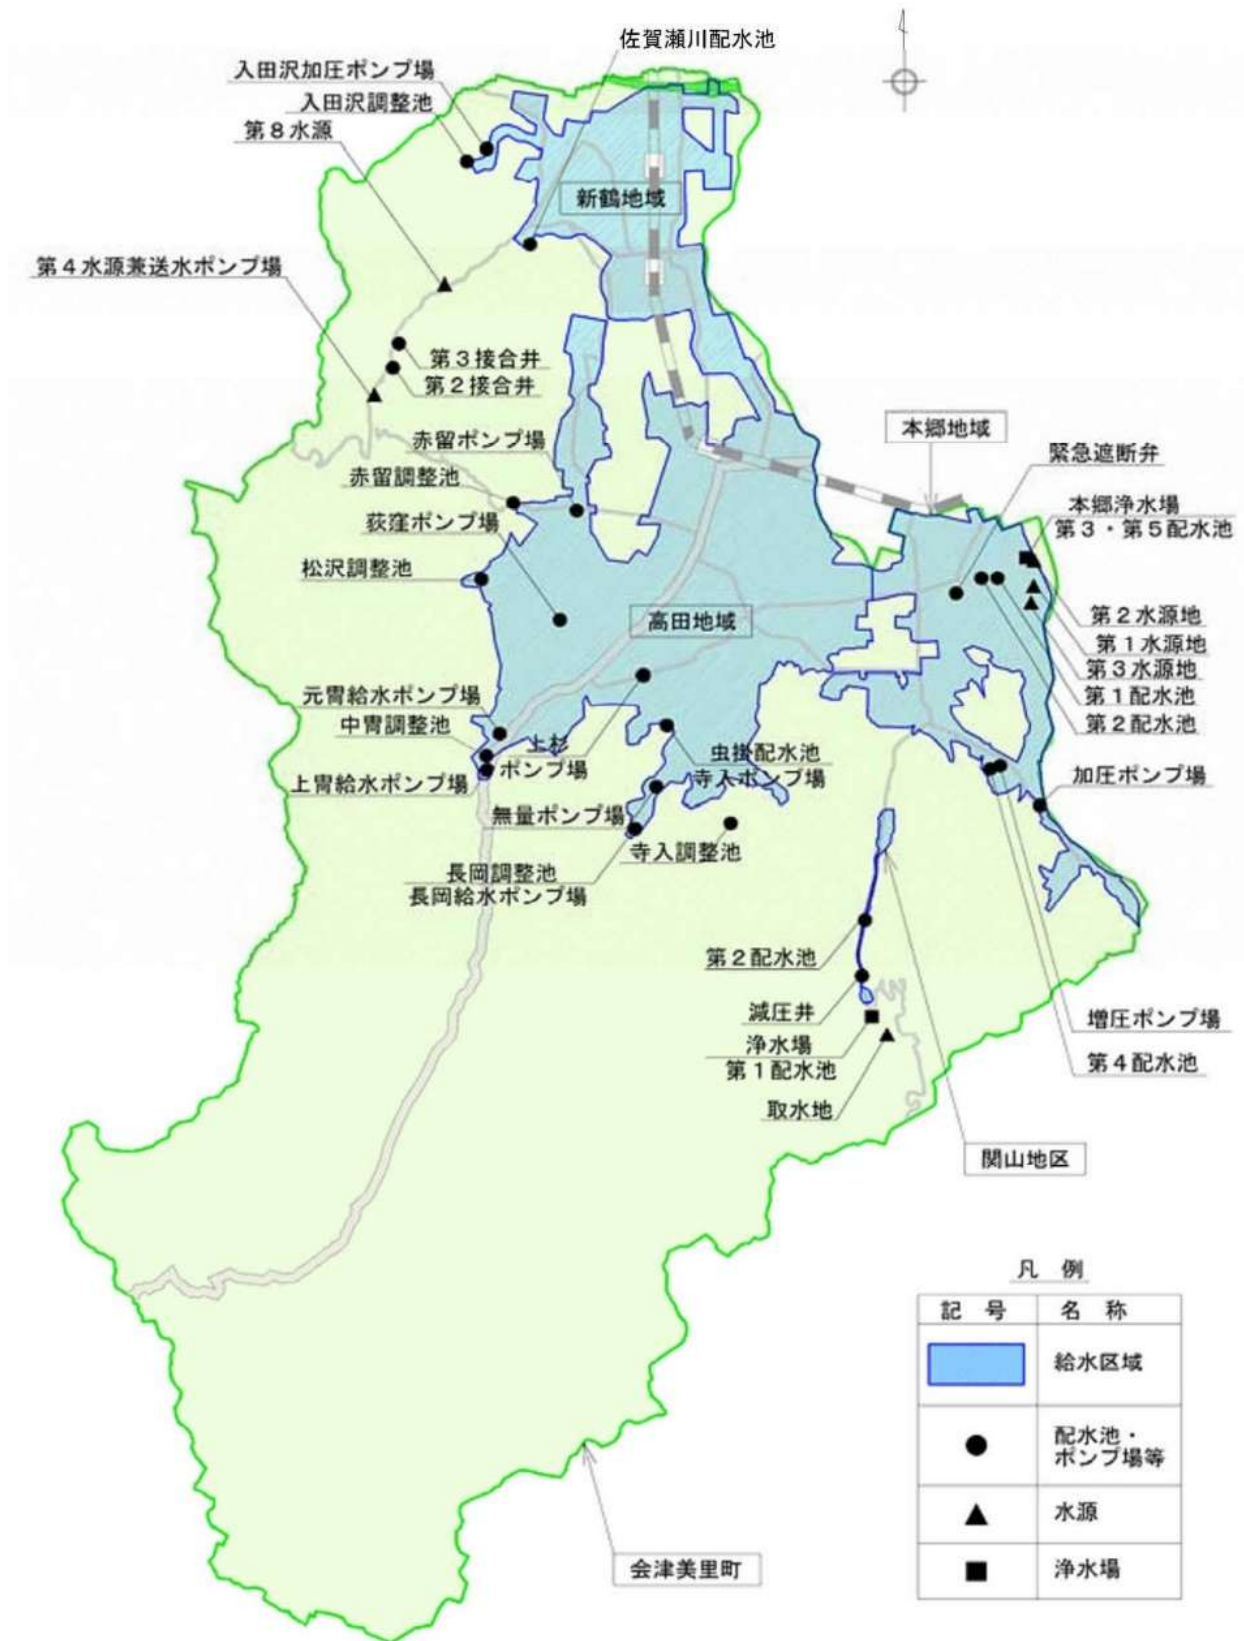 佐賀瀬川配水池
入田沢加圧ポンプ場
入田沢調整池
第8水源
新鶴地域
第4水源兼送水ポンプ場
第3接合井
第2接合井
赤留ポンプ場
赤留調整池
荻窪ポンプ場
松沢調整池
本郷地域
緊急遮断弁
本郷浄水場
第3・第5配水池
高田地域
第2水源地
第1水源地
第3水源地
第1配水池
第2配水池
元冑給水ポンプ場
中冑調整池
上冑給水ポンプ場
上杉
ポンプ場
虫掛配水池
寺入ポンプ場
加圧ポンプ場
無量ポンプ場
寺入調整池
長岡調整池
長岡給水ポンプ場
第2配水池
減圧井
浄水場
第1配水池
取水地
増圧ポンプ場
第4配水池
関山地区
会津美里町
凡 例
記 号
名 称
給水区域
配水池・
ポンプ場等
水源
浄水場